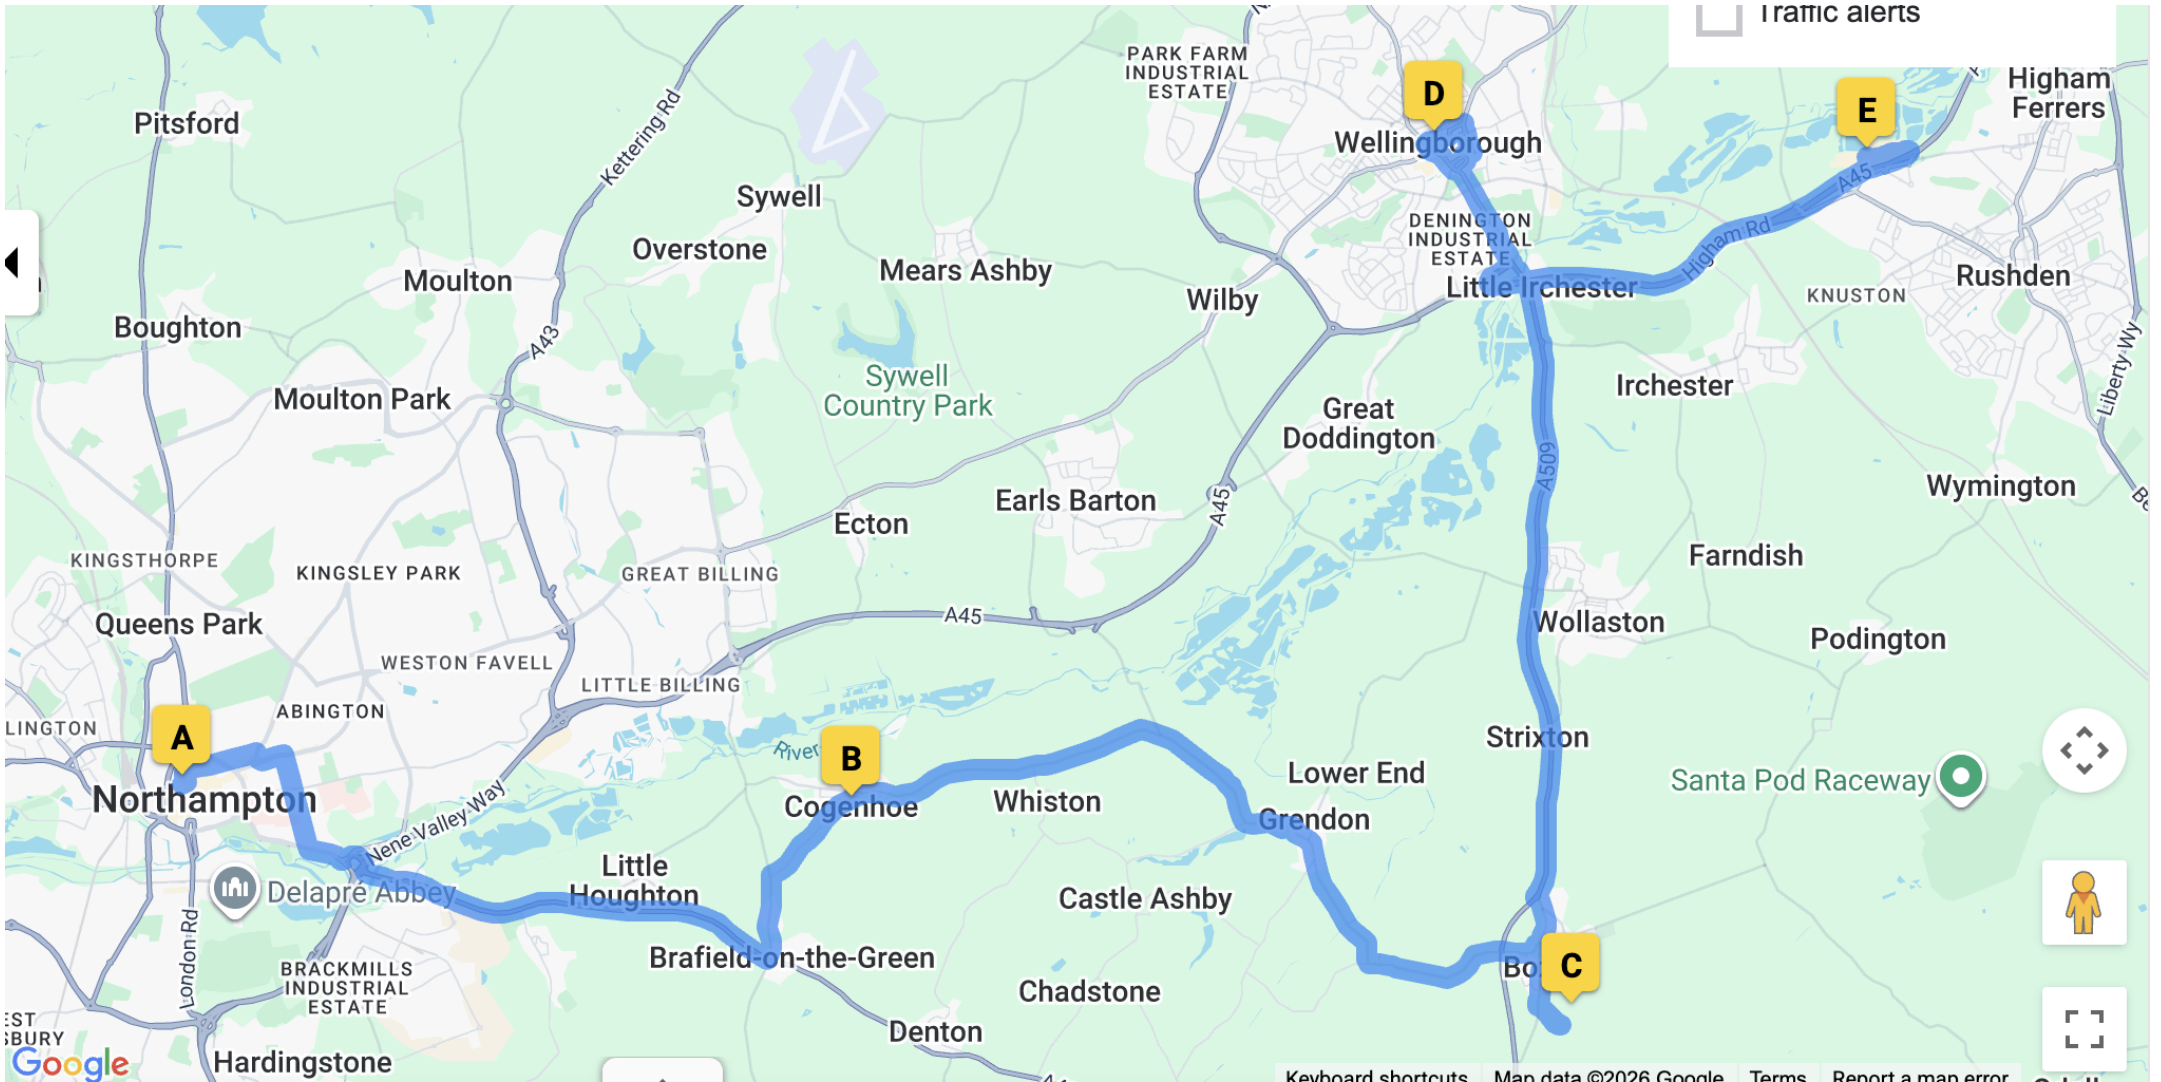 Traffic alerts
PARK FARM
INDUSTRIAL
ESTATE
Higham
Ferrers
D
E
Pitsford
Kettering Rd
Wellingborough
A45
Sywell
DENINGTON
INDUSTRIAL
ESTATE
Overstone
Higham Rd
Moulton
Mears Ashby
Rushden
Little Irchester
KNUSTON
Wilby
Boughton
A43
Liberty Wy
Sywell
Country Park
Irchester
Moulton Park
Great
Doddington
A509
Wymington
Earls Barton
A45
Ecton
KINGSTHORPE
KINGSLEY PARK
GREAT BILLING
Farndish
Queens Park
A45
Wollaston
Podington
WESTON FAVELL
LITTLE BILLING
ABINGTON
LLINGTON
A
Strixton
River
B
Lower End
Santa Pod Raceway
Northampton
Cogenhoe
Whiston
Grendon
Nene Valley Way
Little
Houghton
Delapré Abbey
Castle Ashby
London Rd
Brafield-on-the-Green
C
Bo
BRACKMILLS
INDUSTRIAL
ESTATE
Chadstone
EST
SBURY
Denton
Google
Hardingstone
Keyboard shortcuts
Map data ©2026 Google
Terms
Report a map error